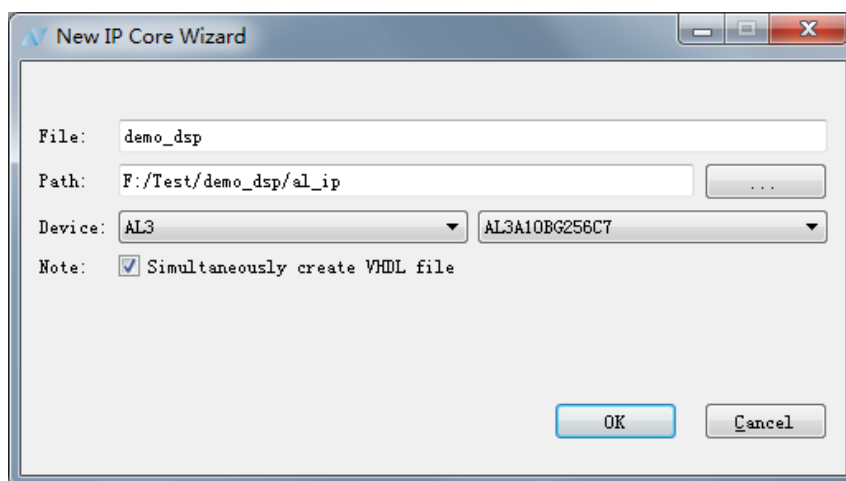 New IP Core Wizard
File: demo_dsp
Path: F:/Test/demo_dsp/al_ip ...
Device: AL3 AL3A10BG256C7
Note: Simultaneously create VHDL file
OK Cancel